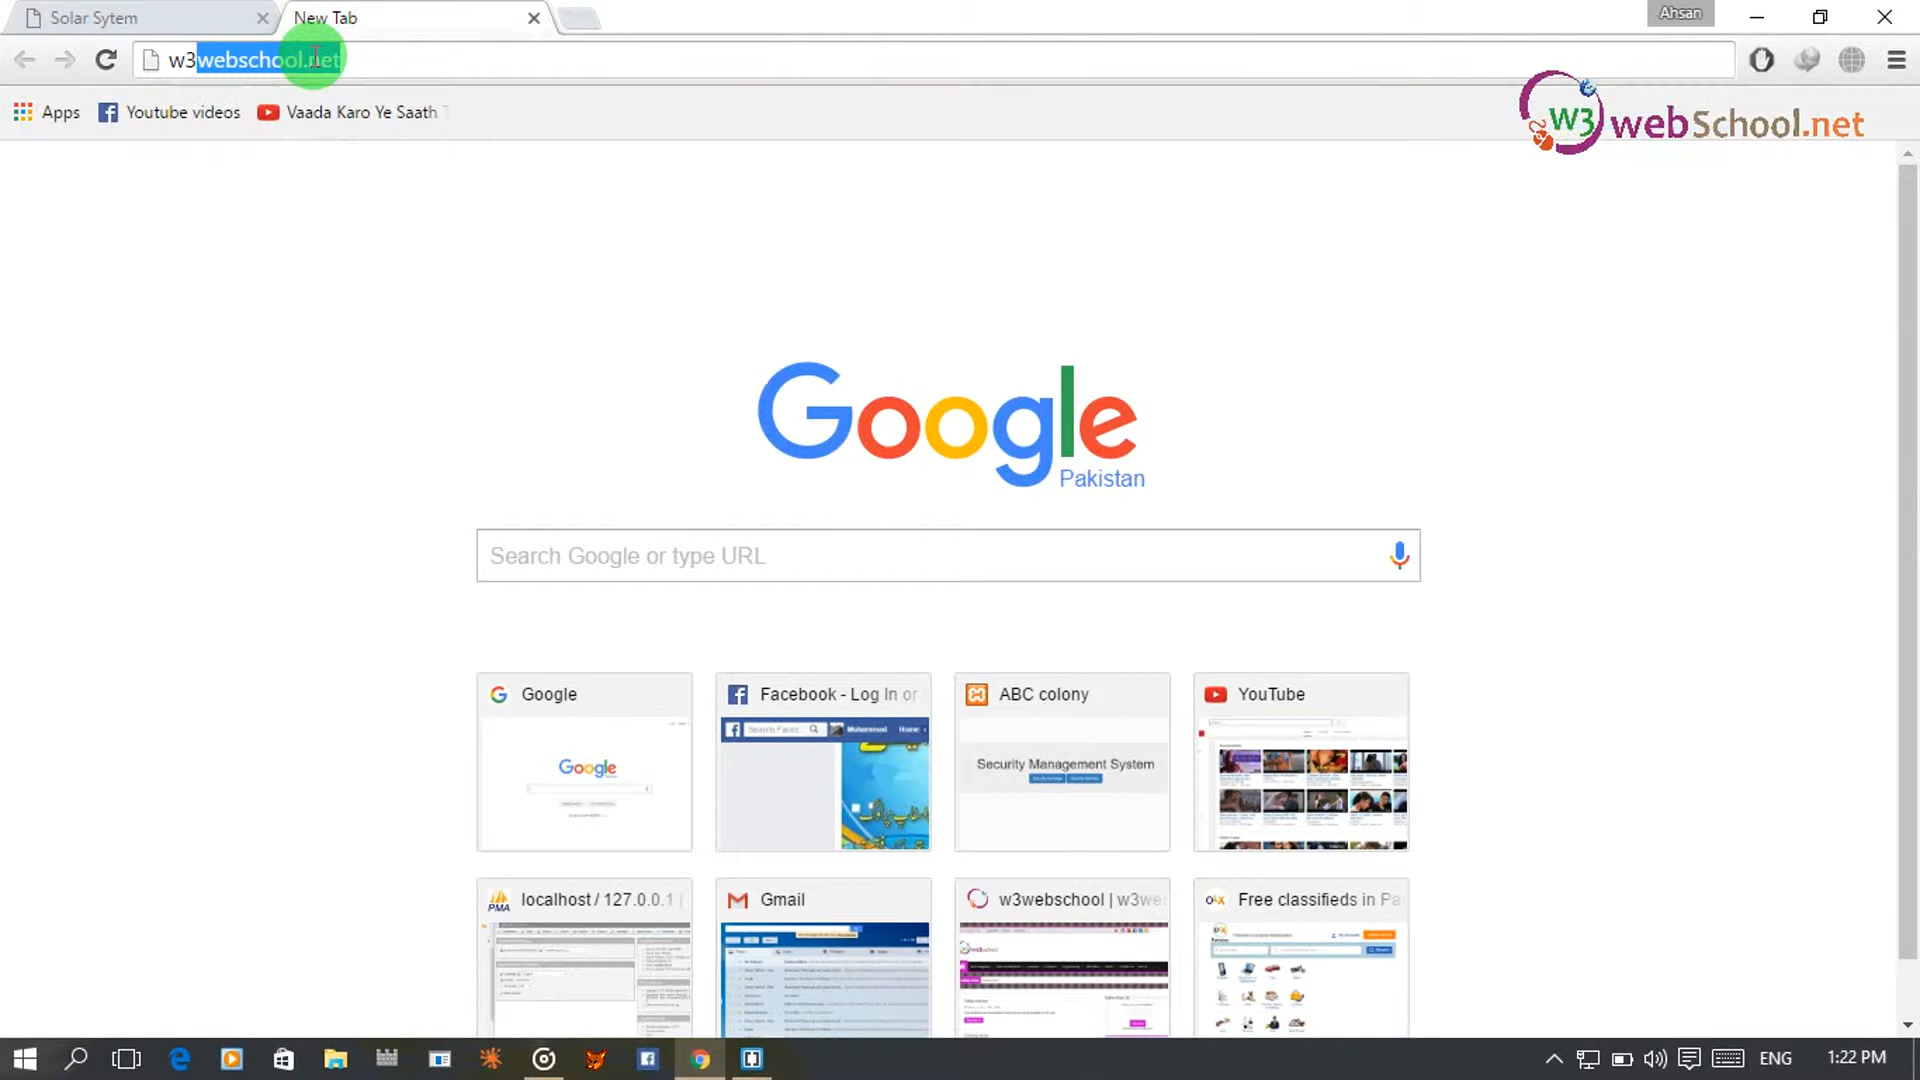 Solar Sytem
New Tab
Ahsan
w3webschool.net
Apps
Youtube videos
Vaada Karo Ye Saath
W3 webSchool.net
Google
Pakistan
Search Google or type URL
Google
Facebook - Log In or
ABC colony
YouTube
Google
Muhammad Home
Security Management System
localhost / 127.0.0.1 |
Gmail
w3webschool | w3we
Free classifieds in Pa
ENG
1:22 PM